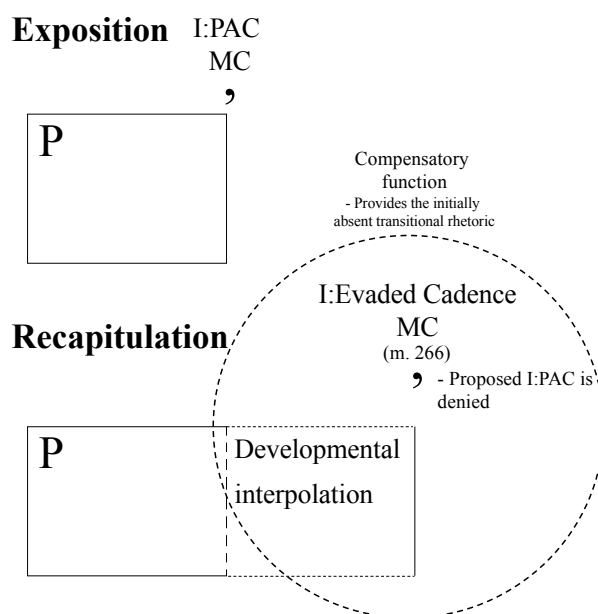 Exposition
I:PAC
MC
,
P
Compensatory
function
- Provides the initially
absent transitional rhetoric
I:Evaded Cadence
MC
(m. 266)
, - Proposed I:PAC is
denied
Recapitulation
P
Developmental
interpolation